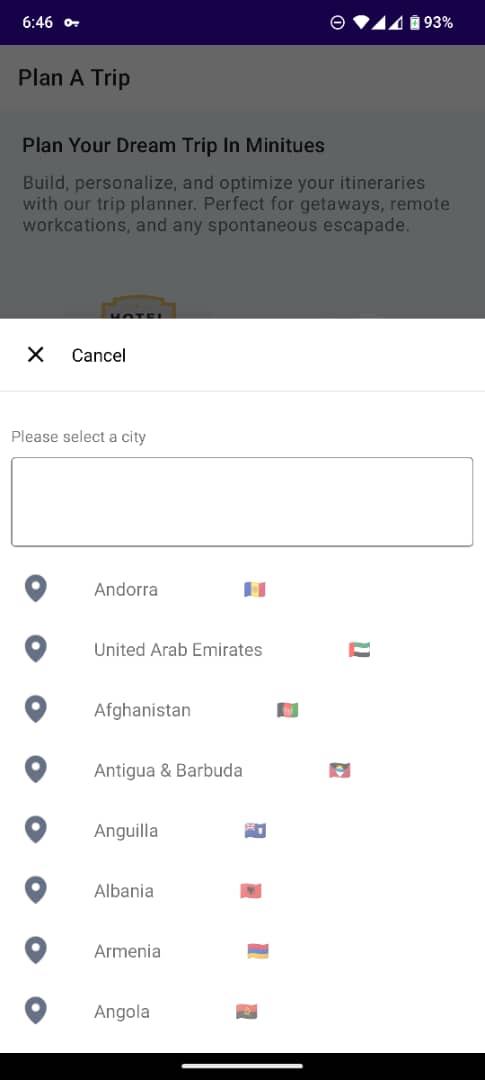 6:46
93%
Plan A Trip
Plan Your Dream Trip In Minitues
Build, personalize, and optimize your itineraries
with our trip planner. Perfect for getaways, remote
workcations, and any spontaneous escapade.
HOTEL
Cancel
Please select a city
Andorra
United Arab Emirates
Afghanistan
Antigua & Barbuda
Anguilla
Albania
Armenia
Angola